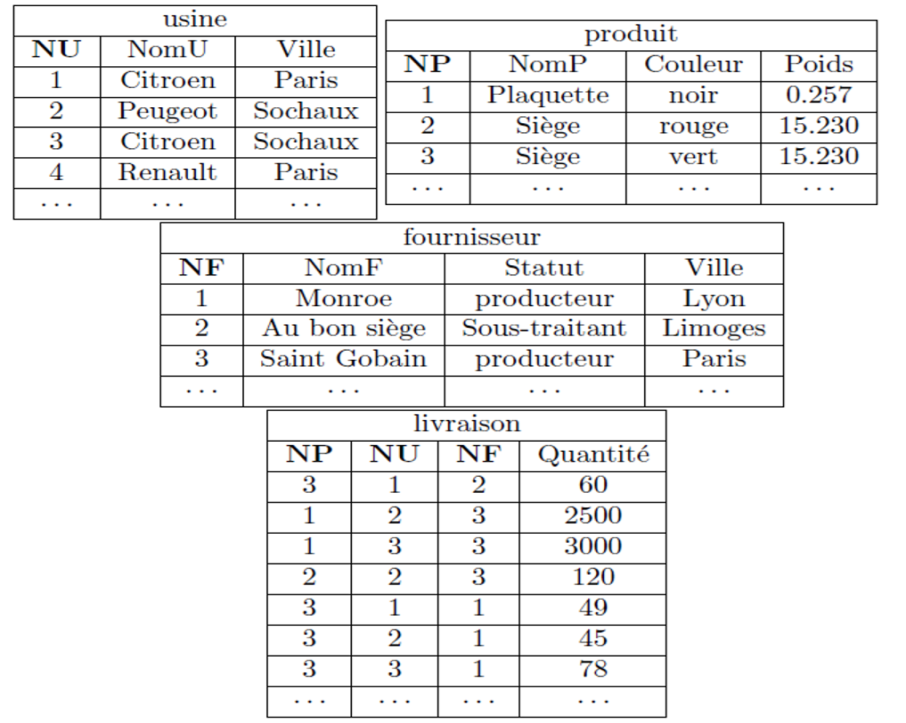 usine
NU NomU Ville
1 Citroen Paris
2 Peugeot Sochaux
3 Citroen Sochaux
4 Renault Paris
... ... ...
produit
NP NomP Couleur Poids
1 Plaquette noir 0.257
2 Siège rouge 15.230
3 Siège vert 15.230
... ... ... ...
fournisseur
NF NomF Statut Ville
1 Monroe producteur Lyon
2 Au bon siège Sous-traitant Limoges
3 Saint Gobain producteur Paris
... ... ... ...
livraison
NP NU NF Quantité
3 1 2 60
1 2 3 2500
1 3 3 3000
2 2 3 120
3 1 1 49
3 2 1 45
3 3 1 78
... ... ... ...